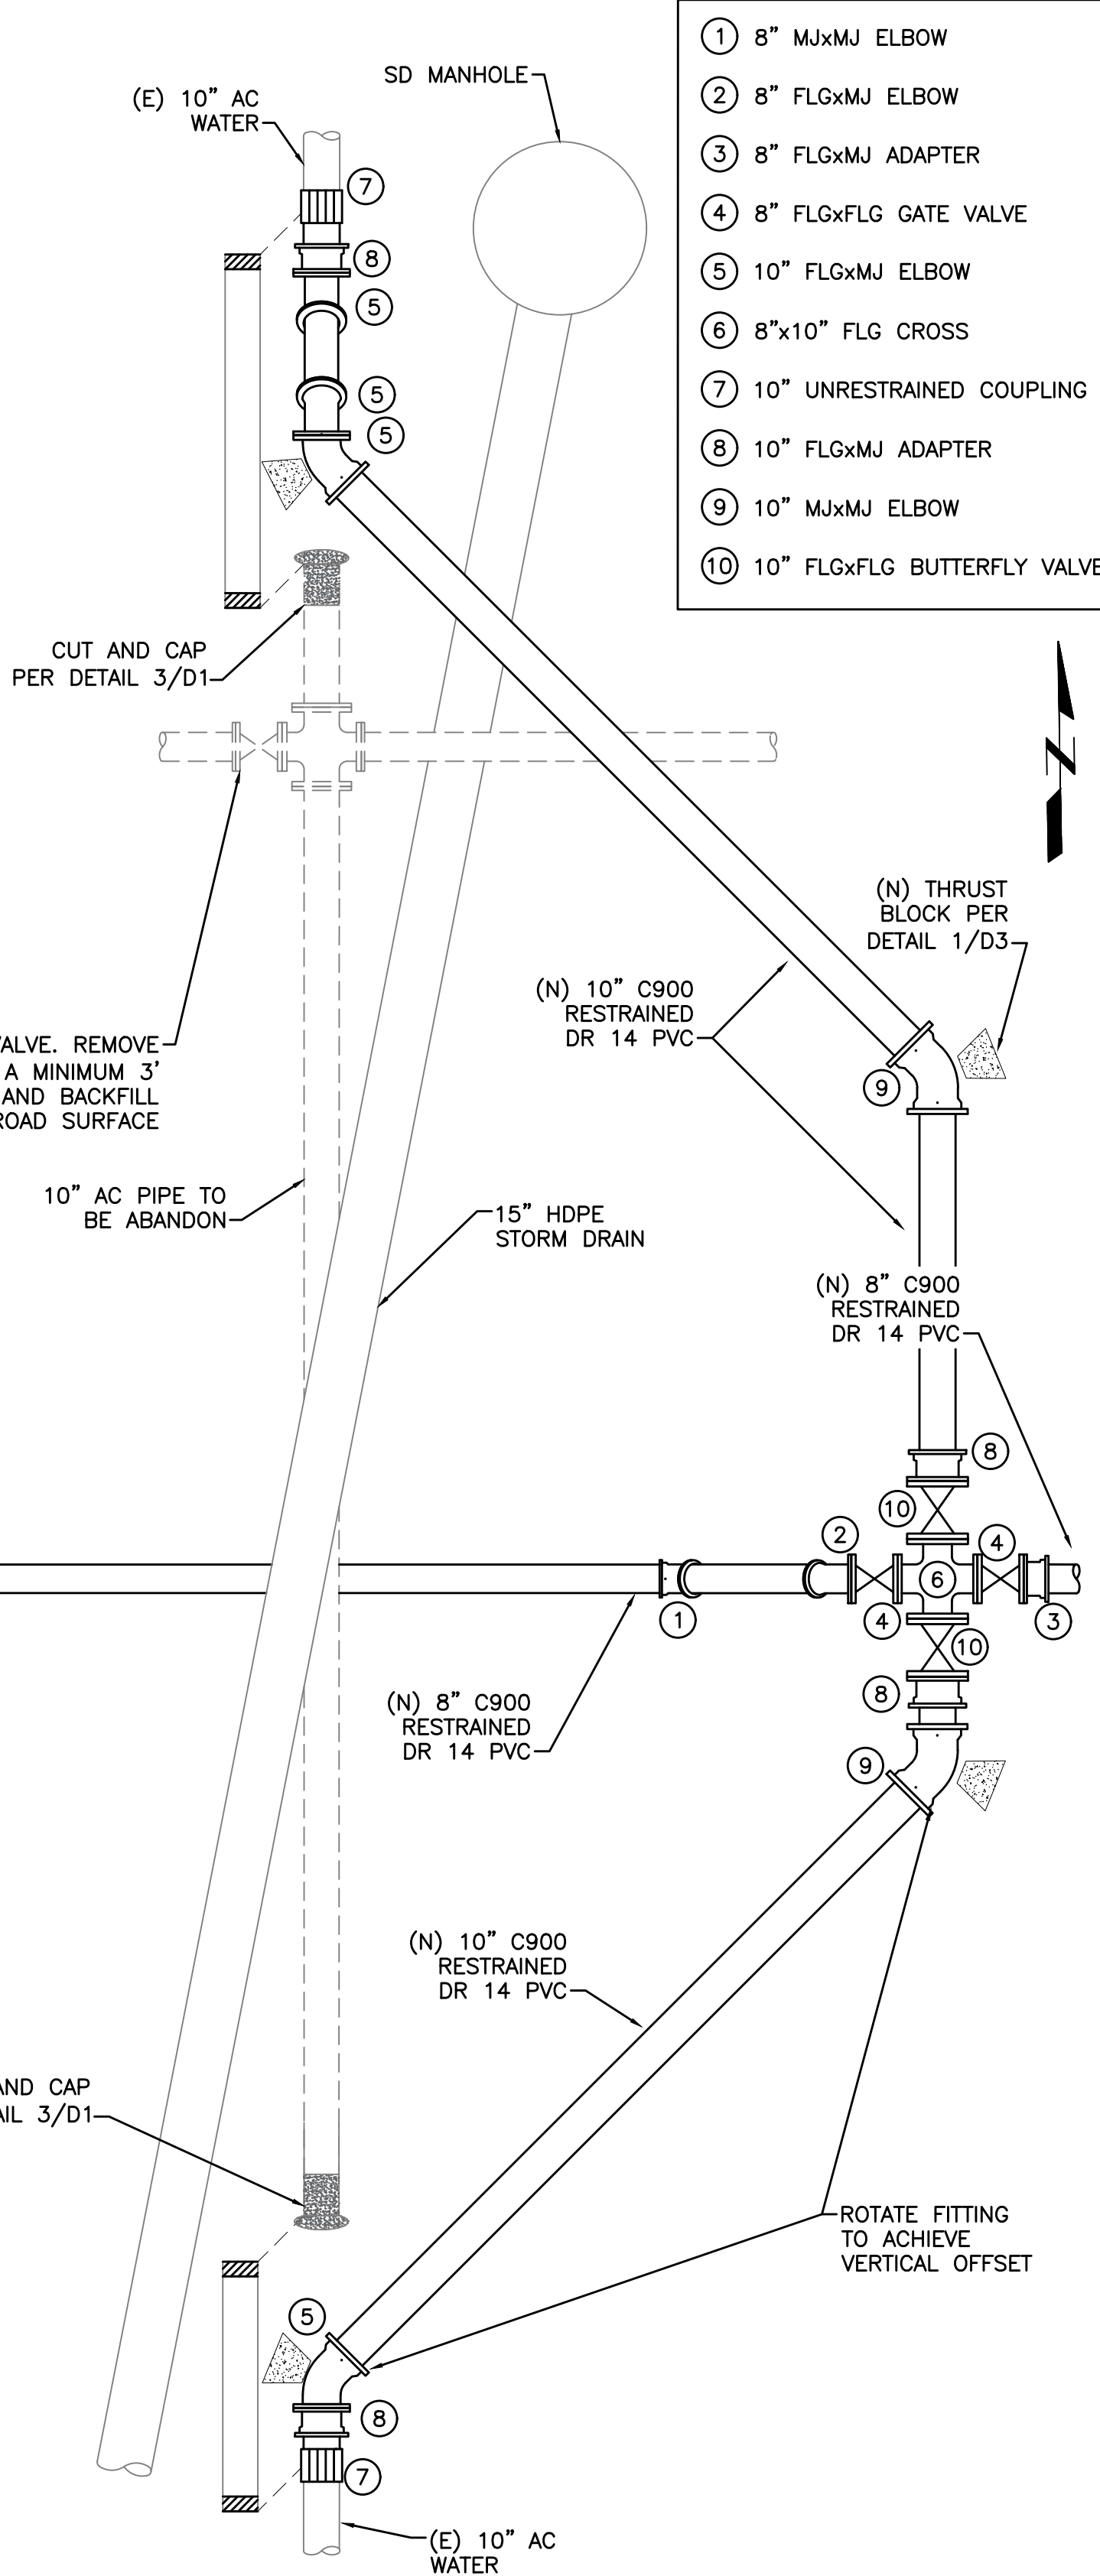 1 8" MJxMJ ELBOW
2 8" FLGxMJ ELBOW
3 8" FLGxMJ ADAPTER
4 8" FLGxFLG GATE VALVE
5 10" FLGxMJ ELBOW
6 8"x10" FLG CROSS
7 10" UNRESTRAINED COUPLING
8 10" FLGxMJ ADAPTER
9 10" MJxMJ ELBOW
10 10" FLGxFLG BUTTERFLY VALVE
SD MANHOLE
(E) 10" AC
WATER
7
8
5
5
5
CUT AND CAP
PER DETAIL 3/D1
N
(N) THRUST
BLOCK PER
DETAIL 1/D3
(N) 10" C900
RESTRAINED
DR 14 PVC
9
VALVE. REMOVE
A MINIMUM 3'
AND BACKFILL
ROAD SURFACE
10" AC PIPE TO
BE ABANDON
15" HDPE
STORM DRAIN
(N) 8" C900
RESTRAINED
DR 14 PVC
8
10
2
4
6
1
4
3
10
8
(N) 8" C900
RESTRAINED
DR 14 PVC
9
(N) 10" C900
RESTRAINED
DR 14 PVC
AND CAP
3/D1
ROTATE FITTING
TO ACHIEVE
VERTICAL OFFSET
5
8
7
(E) 10" AC
WATER